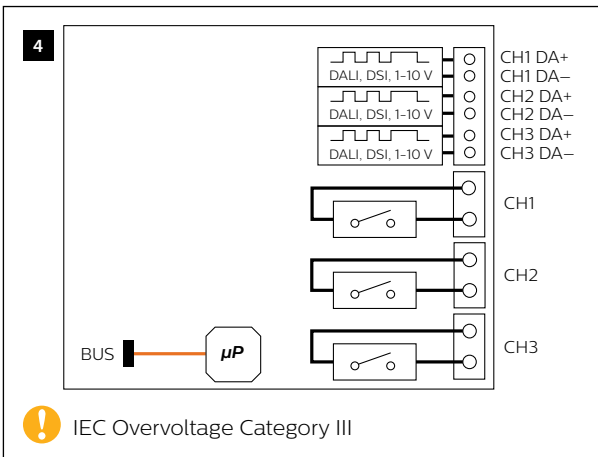 4
CH1 DA+
DALI, DSI, 1-10 V
CH1 DA–
CH2 DA+
DALI, DSI, 1-10 V
CH2 DA–
CH3 DA+
DALI, DSI, 1-10 V
CH3 DA–
CH1
CH2
CH3
BUS
µP
! IEC Overvoltage Category III